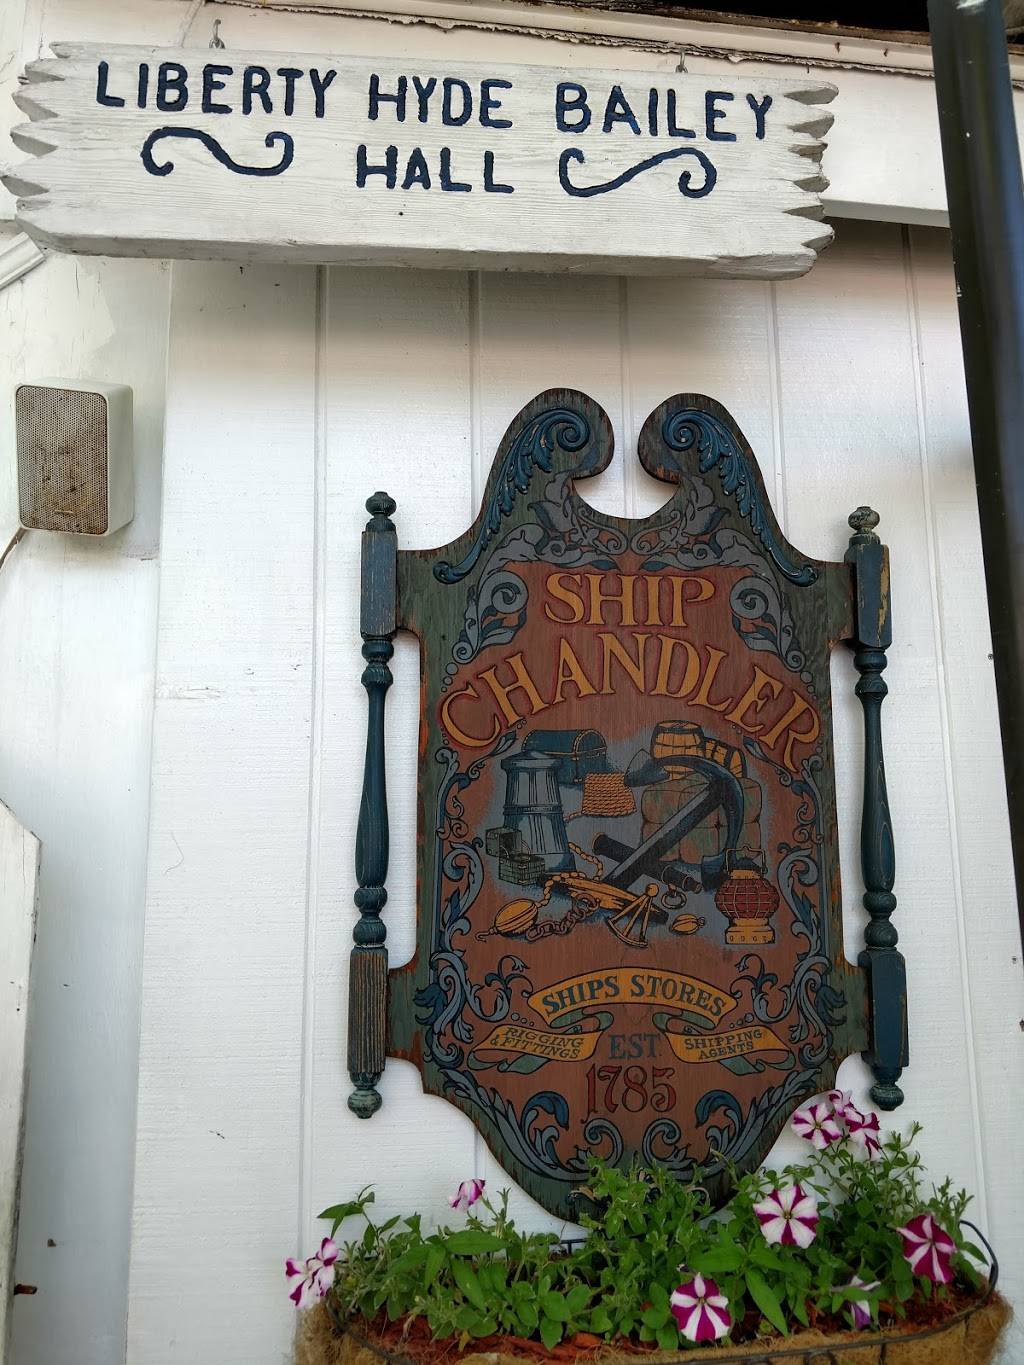 LIBERTY HYDE BAILEY
HALL
SHIP
CHANDLER
SHIPS STORES
RIGGING
& FITTINGS
EST
SHIPPING
AGENTS
1785